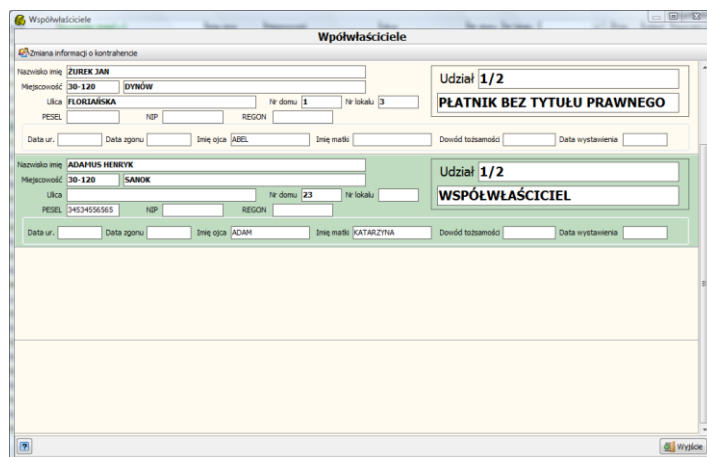 Współwłaściciele
Wpółwłaściciele
Zmiana informacji o kontrahencie
Nazwisko imię ŻUREK JAN
Udział 1/2
Miejscowość 30-120 DYNÓW
PŁATNIK BEZ TYTUŁU PRAWNEGO
Ulica FLORIAŃSKA Nr domu 1 Nr lokalu 3
PESEL NIP REGON
Data ur. Data zgonu Imię ojca ABEL Imię matki Dowód tożsamości Data wystawienia
Nazwisko imię ADAMUS HENRYK
Udział 1/2
Miejscowość 30-120 SANOK
WSPÓŁWŁAŚCICIEL
Ulica Nr domu 23 Nr lokalu
PESEL 34534556565 NIP REGON
Data ur. Data zgonu Imię ojca ADAM Imię matki KATARZYNA Dowód tożsamości Data wystawienia
Wyjście